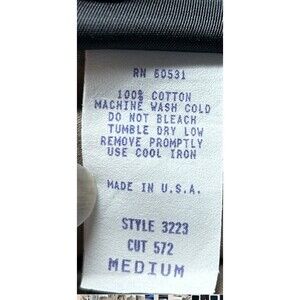 RN 60531
100% COTTON
MACHINE WASH COLD
DO NOT BLEACH
TUMBLE DRY LOW
REMOVE PROMPTLY
USE COOL IRON
MADE IN U.S.A.
STYLE 3223
CUT 572
MEDIUM